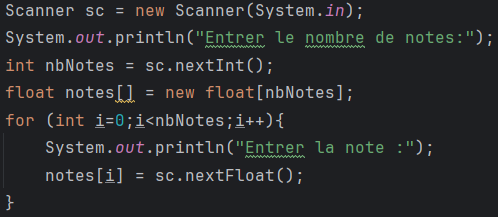 Scanner sc = new Scanner(System.in);
System.out.println("Entrer le nombre de notes:");
int nbNotes = sc.nextInt();
float notes[] = new float[nbNotes];
for (int i=0;i<nbNotes;i++){
    System.out.println("Entrer la note :");
    notes[i] = sc.nextFloat();
}